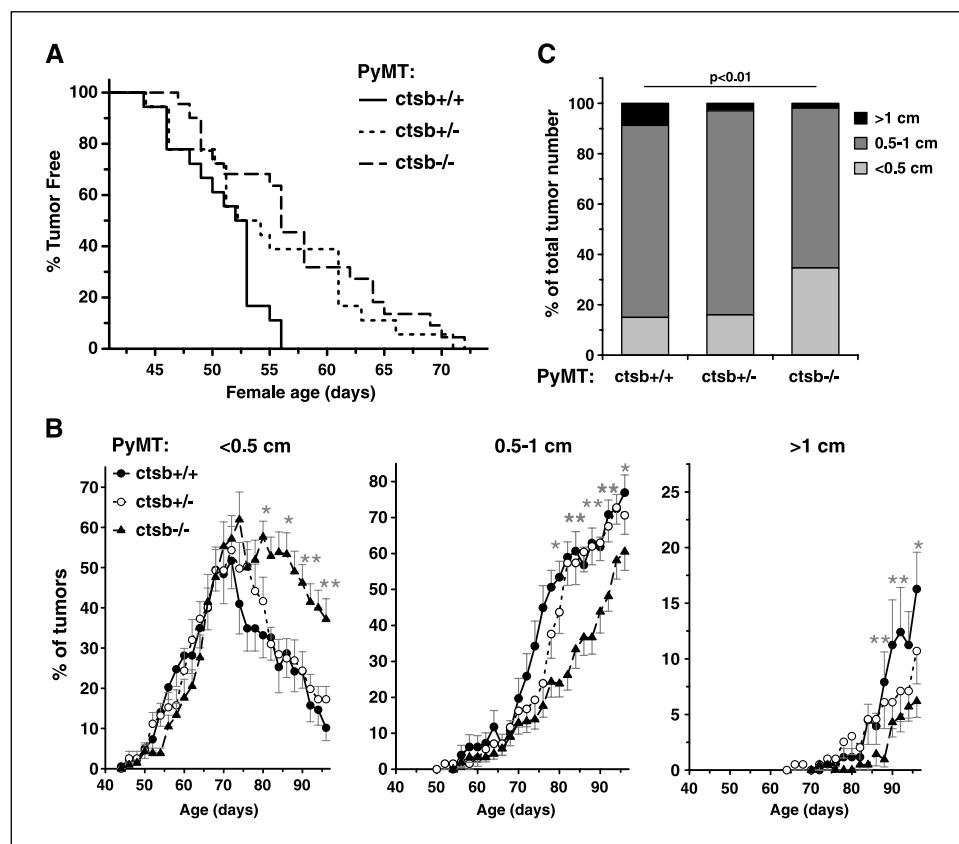 A
PyMT:
ctsb+/+
ctsb+/-
ctsb-/-
% Tumor Free
100
80
60
40
20
0
45 50 55 60 65 70
Female age (days)
C
p<0.01
% of total tumor number
100
80
60
40
20
0
>1 cm
0.5-1 cm
<0.5 cm
PyMT: ctsb+/+ ctsb+/- ctsb-/-
B
PyMT:
ctsb+/+
ctsb+/-
ctsb-/-
% of tumors
<0.5 cm
70
60
50
40
30
20
10
0
* * ** **
40 50 60 70 80 90
Age (days)
0.5-1 cm
80
70
60
50
40
30
20
10
0
* ** ** ** *
40 50 60 70 80 90
Age (days)
>1 cm
25
20
15
10
5
0
** ** *
40 50 60 70 80 90
Age (days)